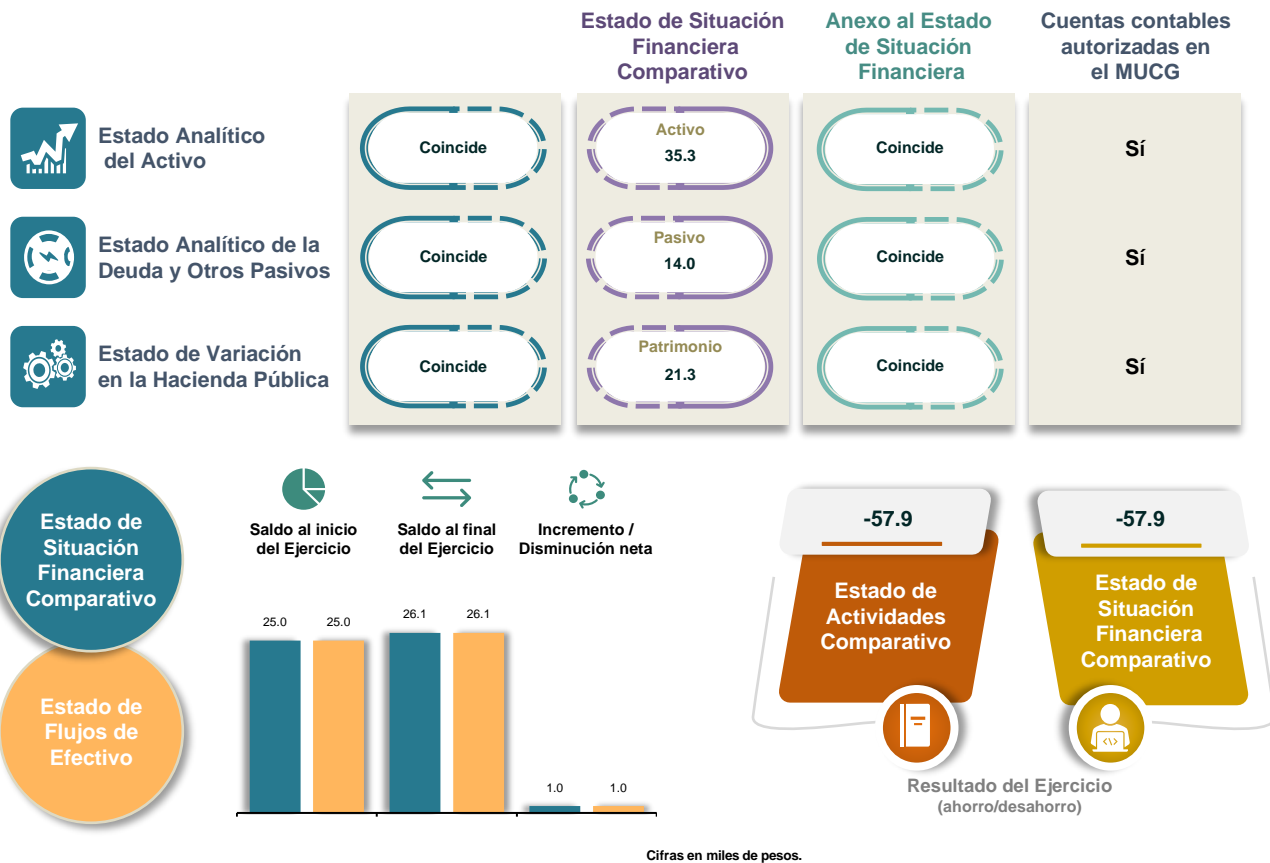 Estado de Situación
Financiera
Comparativo
Anexo al Estado
de Situación
Financiera
Cuentas contables
autorizadas en
el MUCG
Estado Analítico
del Activo
Coincide
Activo
35.3
Coincide
Sí
Estado Analítico de la
Deuda y Otros Pasivos
Coincide
Pasivo
14.0
Coincide
Sí
Estado de Variación
en la Hacienda Pública
Coincide
Patrimonio
21.3
Coincide
Sí
Estado de
Situación
Financiera
Comparativo
Estado de
Flujos de
Efectivo
Saldo al inicio
del Ejercicio
Saldo al final
del Ejercicio
Incremento /
Disminución neta
25.0 25.0 26.1 26.1 1.0 1.0
-57.9
Estado de
Actividades
Comparativo
-57.9
Estado de
Situación
Financiera
Comparativo
Resultado del Ejercicio
(ahorro/desahorro)
Cifras en miles de pesos.